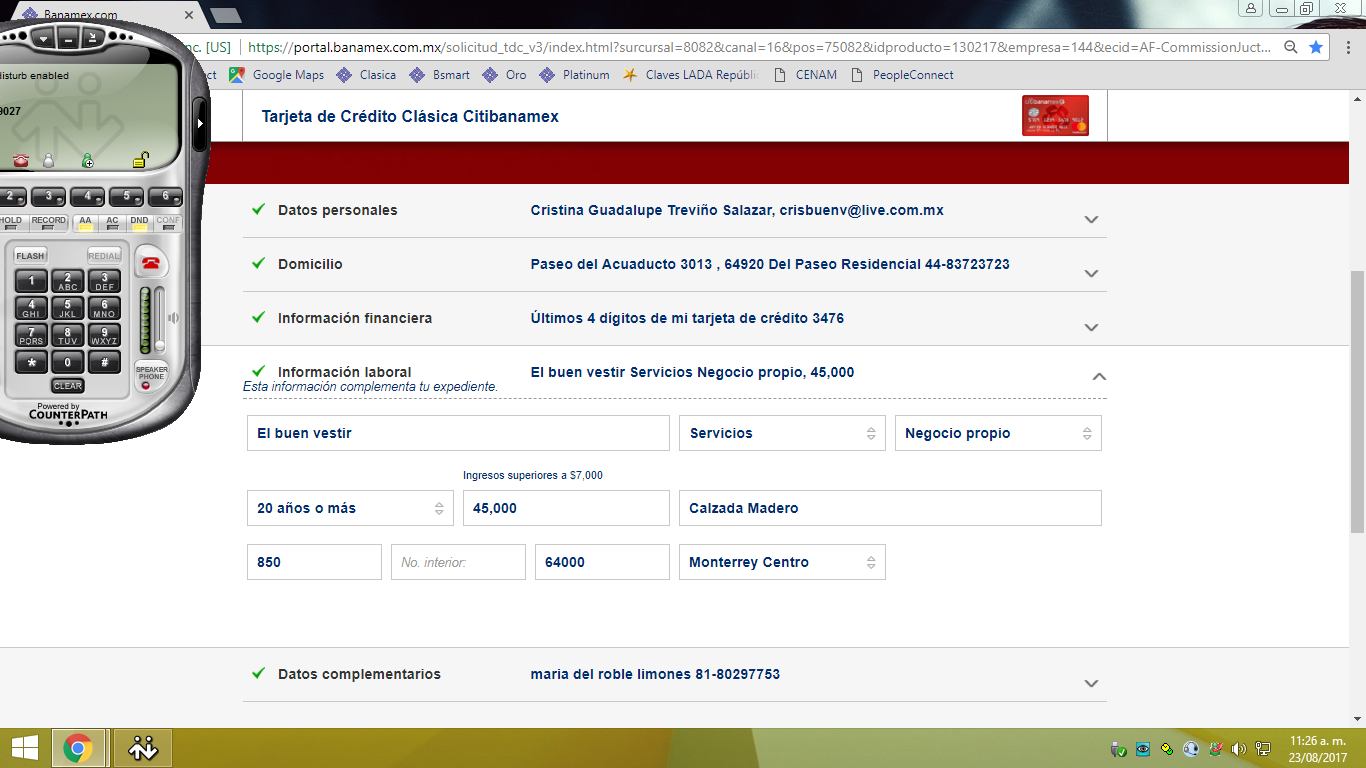 Banamex.com
nc. [US] https://portal.banamex.com.mx/solicitud_tdc_v3/index.html?surcursal=8082&canal=16&pos=75082&idproducto=130217&empresa=144&ecid=AF-CommissionJuct...
ct Google Maps Clasica Bsmart Oro Platinum Claves LADA Repúbli CENAM PeopleConnect
isturb enabled
9027
2 3 4 5 6
HOLD RECORD AA AC DND CONF
FLASH REDIAL
1 2 ABC 3 DEF
4 GHI 5 JKL 6 MNO
7 PQRS 8 TUV 9 WXYZ
* 0 #
CLEAR
SPEAKER PHONE
Powered by
COUNTERPATH
Tarjeta de Crédito Clásica Citibanamex
Datos personales Cristina Guadalupe Treviño Salazar, crisbuenv@live.com.mx
Domicilio Paseo del Acuaducto 3013 , 64920 Del Paseo Residencial 44-83723723
Información financiera Últimos 4 dígitos de mi tarjeta de crédito 3476
Información laboral El buen vestir Servicios Negocio propio, 45,000
Esta información complementa tu expediente.
El buen vestir Servicios Negocio propio
Ingresos superiores a $7,000
20 años o más 45,000 Calzada Madero
850 No. interior: 64000 Monterrey Centro
Datos complementarios maria del roble limones 81-80297753
11:26 a. m.
23/08/2017